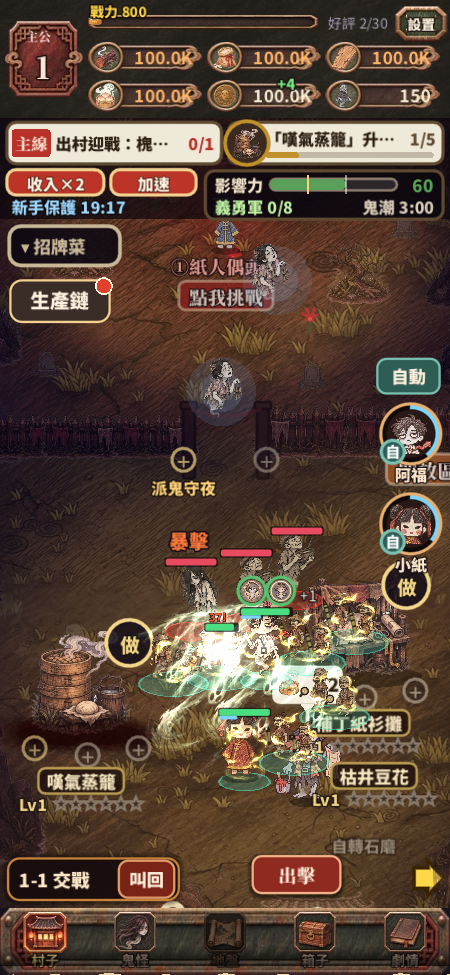 戰力 800
好評 2/30
設置
主公
1
100.0K
100.0K
100.0K
100.0K
+4
100.0K
150
主線
出村迎戰：槐⋯
0/1
「嘆氣蒸籠」升⋯
1/5
收入×2
加速
影響力
60
新手保護 19:17
義勇軍 0/8
鬼潮 3:00
▾招牌菜
①紙人偶
點我挑戰
生產鏈
自動
自
阿福
派鬼守夜
自
小紙
暴擊
做
+1
371
做
2
補丁紙衫攤
嘆氣蒸籠
枯井豆花
Lv1
Lv1
自轉石磨
1-1 交戰
叫回
出擊
村子
鬼怪
地盤
箱子
劇情